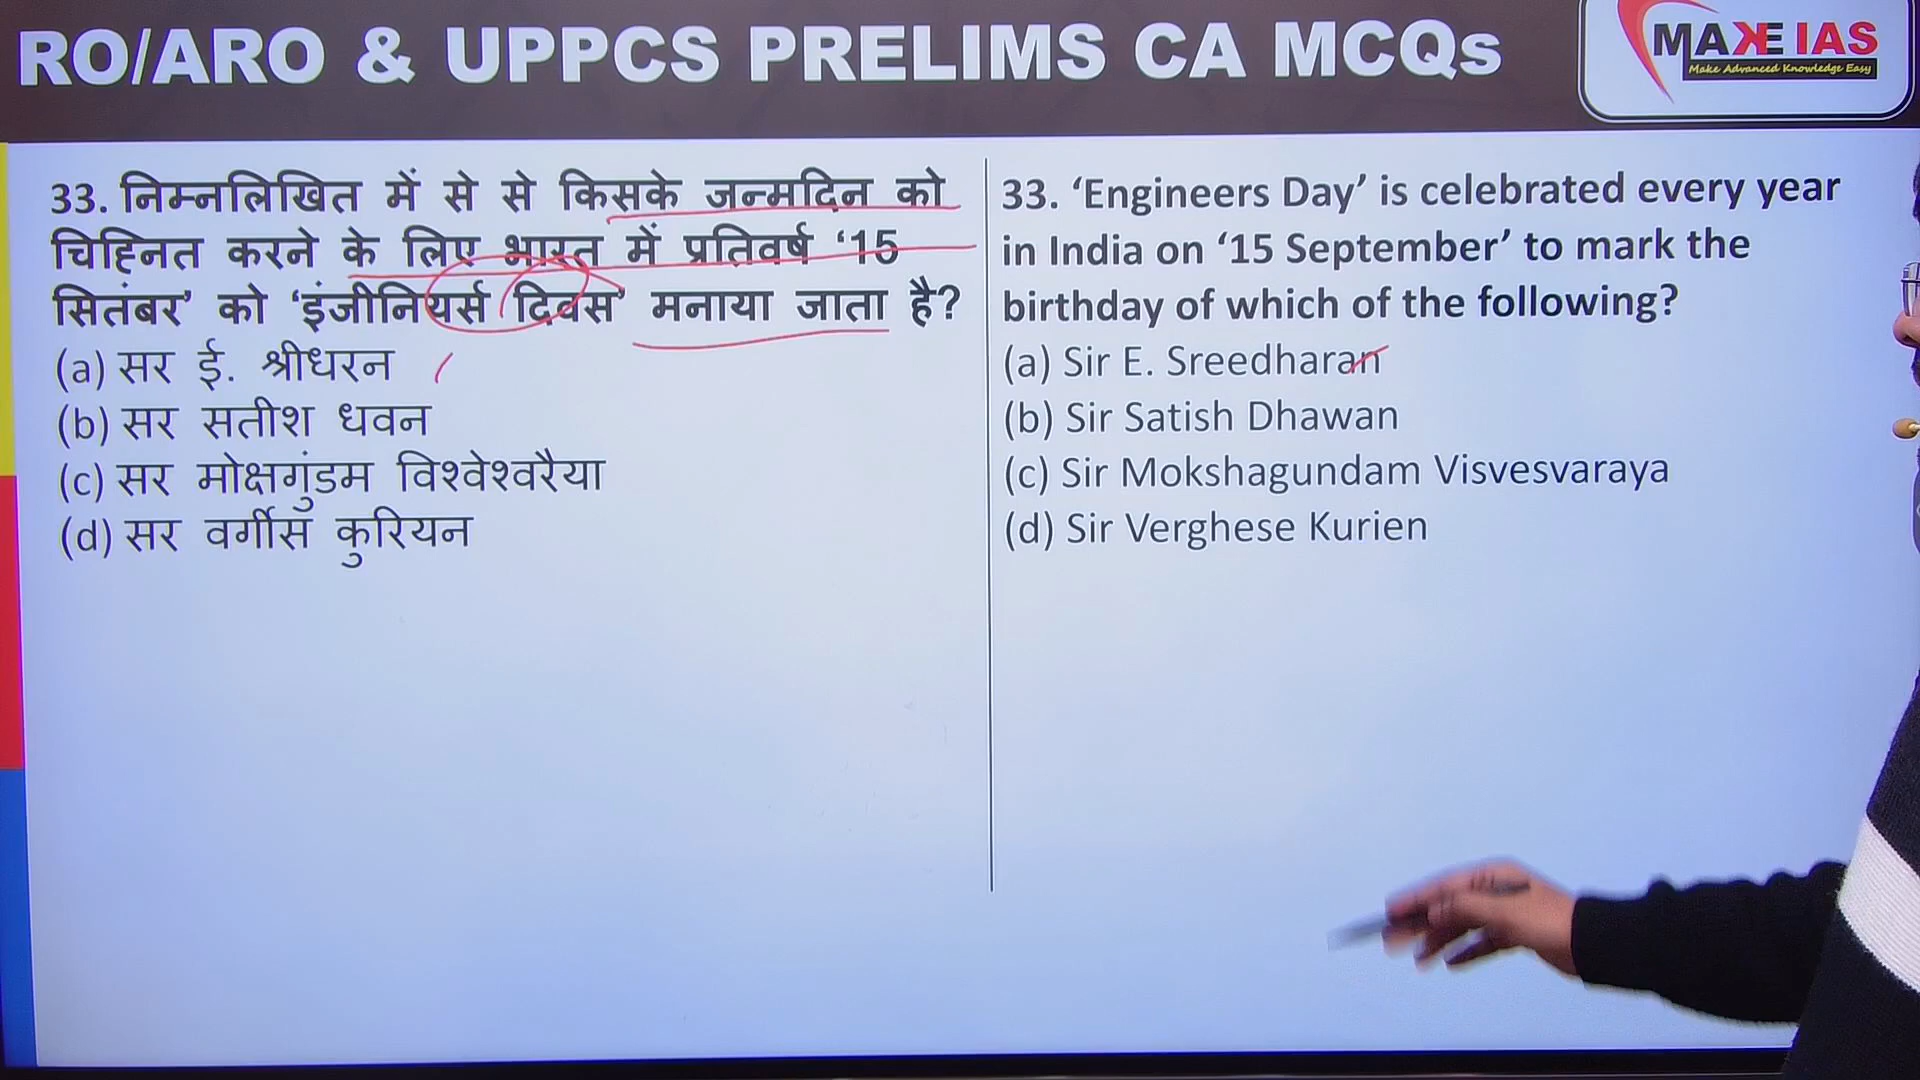 RO/ARO & UPPCS PRELIMS CA MCQs
MAKE IAS
Make Advanced Knowledge Easy
33. निम्नलिखित में से से किसके जन्मदिन को
चिह्नित करने के लिए भारत में प्रतिवर्ष ‘15
सितंबर’ को ‘इंजीनियर्स दिवस’ मनाया जाता है?
(a) सर ई. श्रीधरन
(b) सर सतीश धवन
(c) सर मोक्षगुंडम विश्वेश्वरैया
(d) सर वर्गीस कुरियन
33. ‘Engineers Day’ is celebrated every year
in India on ‘15 September’ to mark the
birthday of which of the following?
(a) Sir E. Sreedharan
(b) Sir Satish Dhawan
(c) Sir Mokshagundam Visvesvaraya
(d) Sir Verghese Kurien